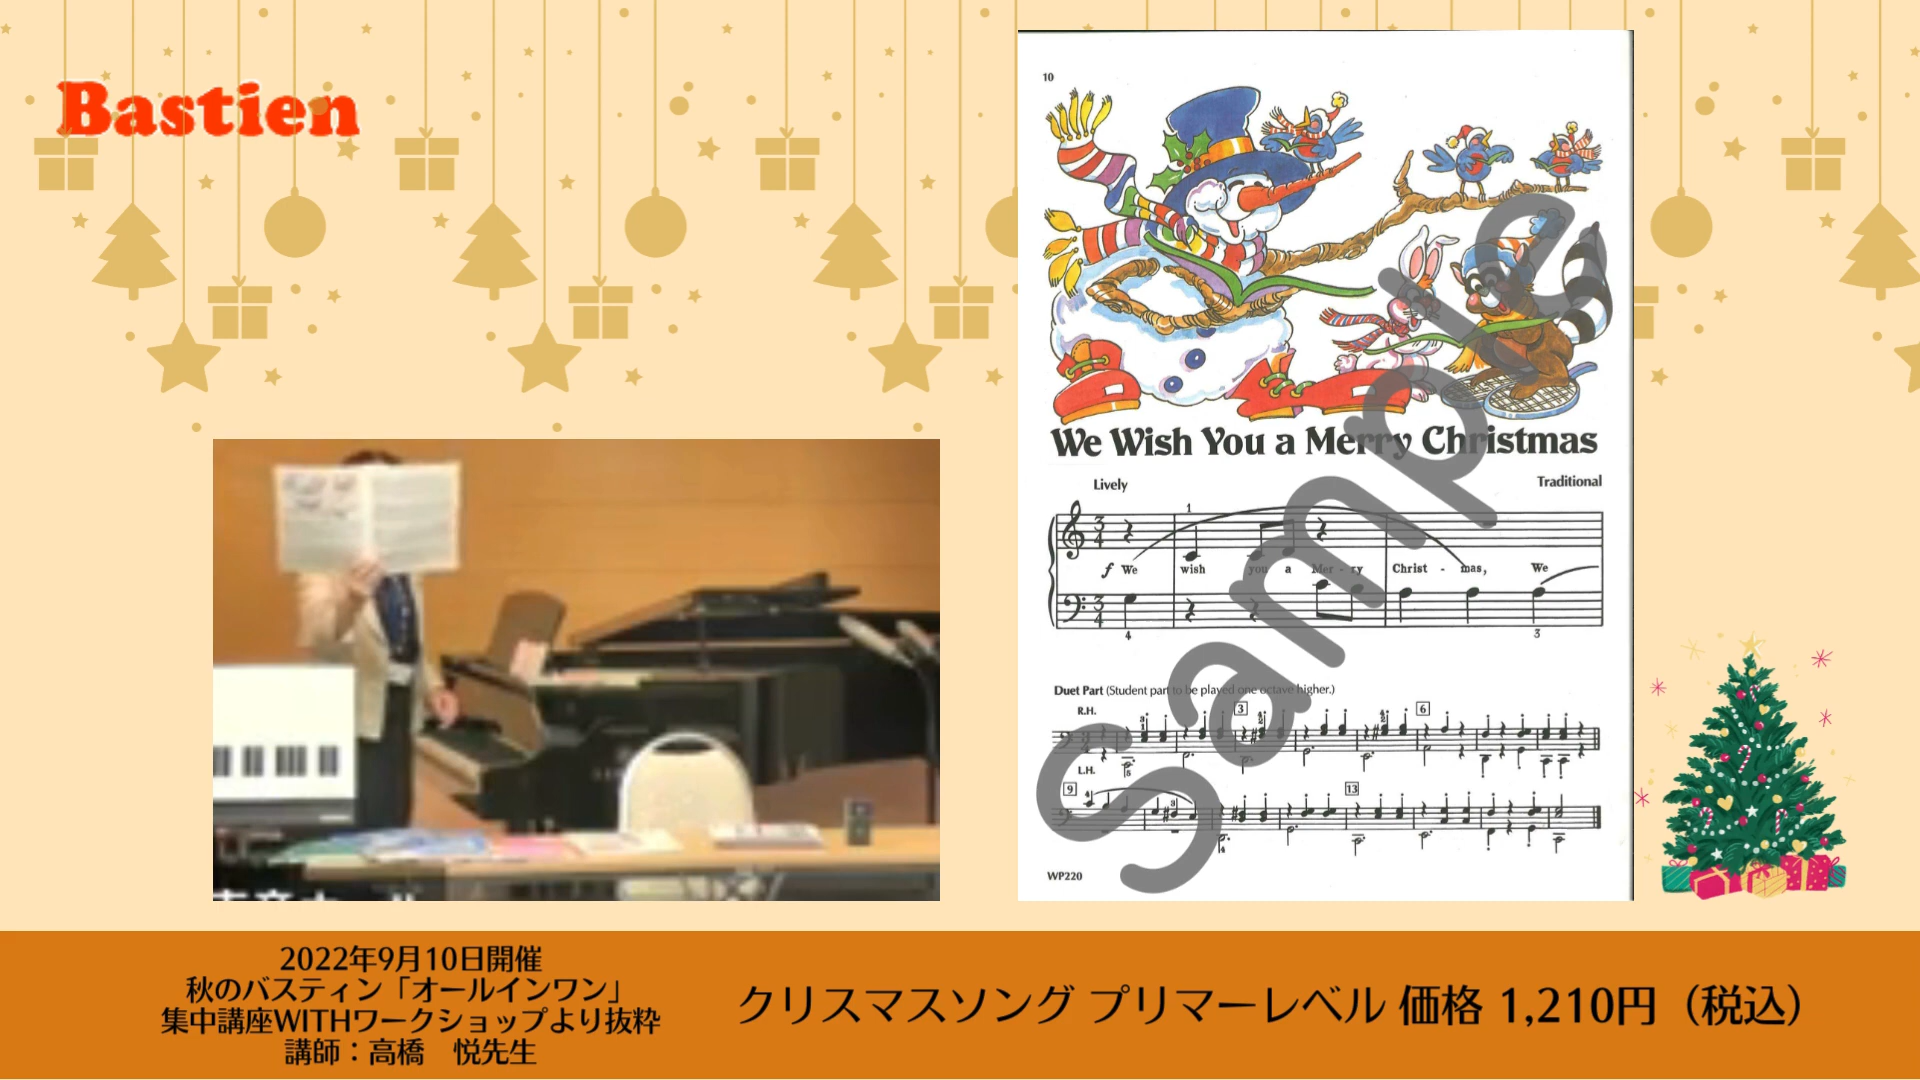 Bastien
10
We Wish You a Merry Christmas
Lively
Traditional
1
3
4
f We wish you a Mer - ry Christ - mas, We
3
4
4
3
Duet Part (Student part to be played one octave higher.)
R.H.
3
6
L.H.
9
13
WP220
Sample
2022年9月10日開催
秋のバスティン「オールインワン」
集中講座WITHワークショップより抜粋
講師：高橋　悦先生
クリスマスソング プリマーレベル 価格 1,210円（税込）